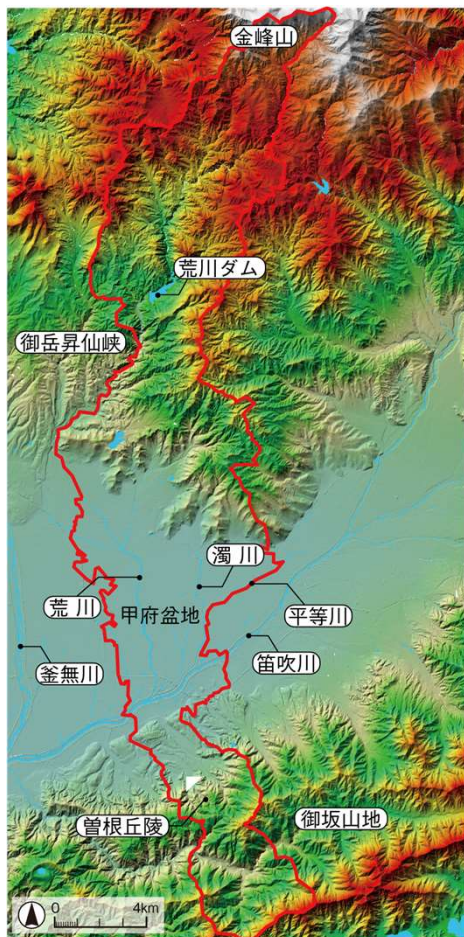 金峰山
荒川ダム
御岳昇仙峡
濁川
荒川
甲府盆地
平等川
釜無川
笛吹川
曽根丘陵
御坂山地
0 4km